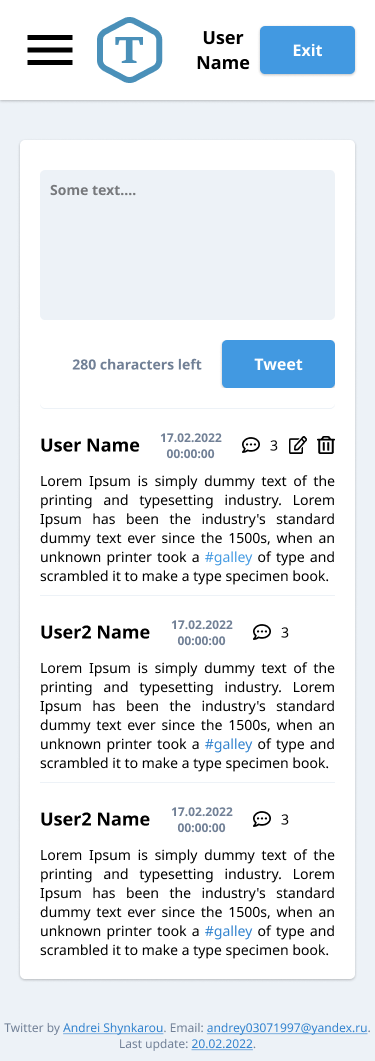 T
User
Name
Exit
Some text....
280 characters left
Tweet
User Name
17.02.2022
00:00:00
3
Lorem Ipsum is simply dummy text of the
printing and typesetting industry. Lorem
Ipsum has been the industry's standard
dummy text ever since the 1500s, when an
unknown printer took a #galley of type and
scrambled it to make a type specimen book.
User2 Name
17.02.2022
00:00:00
3
Lorem Ipsum is simply dummy text of the
printing and typesetting industry. Lorem
Ipsum has been the industry's standard
dummy text ever since the 1500s, when an
unknown printer took a #galley of type and
scrambled it to make a type specimen book.
User2 Name
17.02.2022
00:00:00
3
Lorem Ipsum is simply dummy text of the
printing and typesetting industry. Lorem
Ipsum has been the industry's standard
dummy text ever since the 1500s, when an
unknown printer took a #galley of type and
scrambled it to make a type specimen book.
Twitter by Andrei Shynkarou. Email: andrey03071997@yandex.ru.
Last update: 20.02.2022.